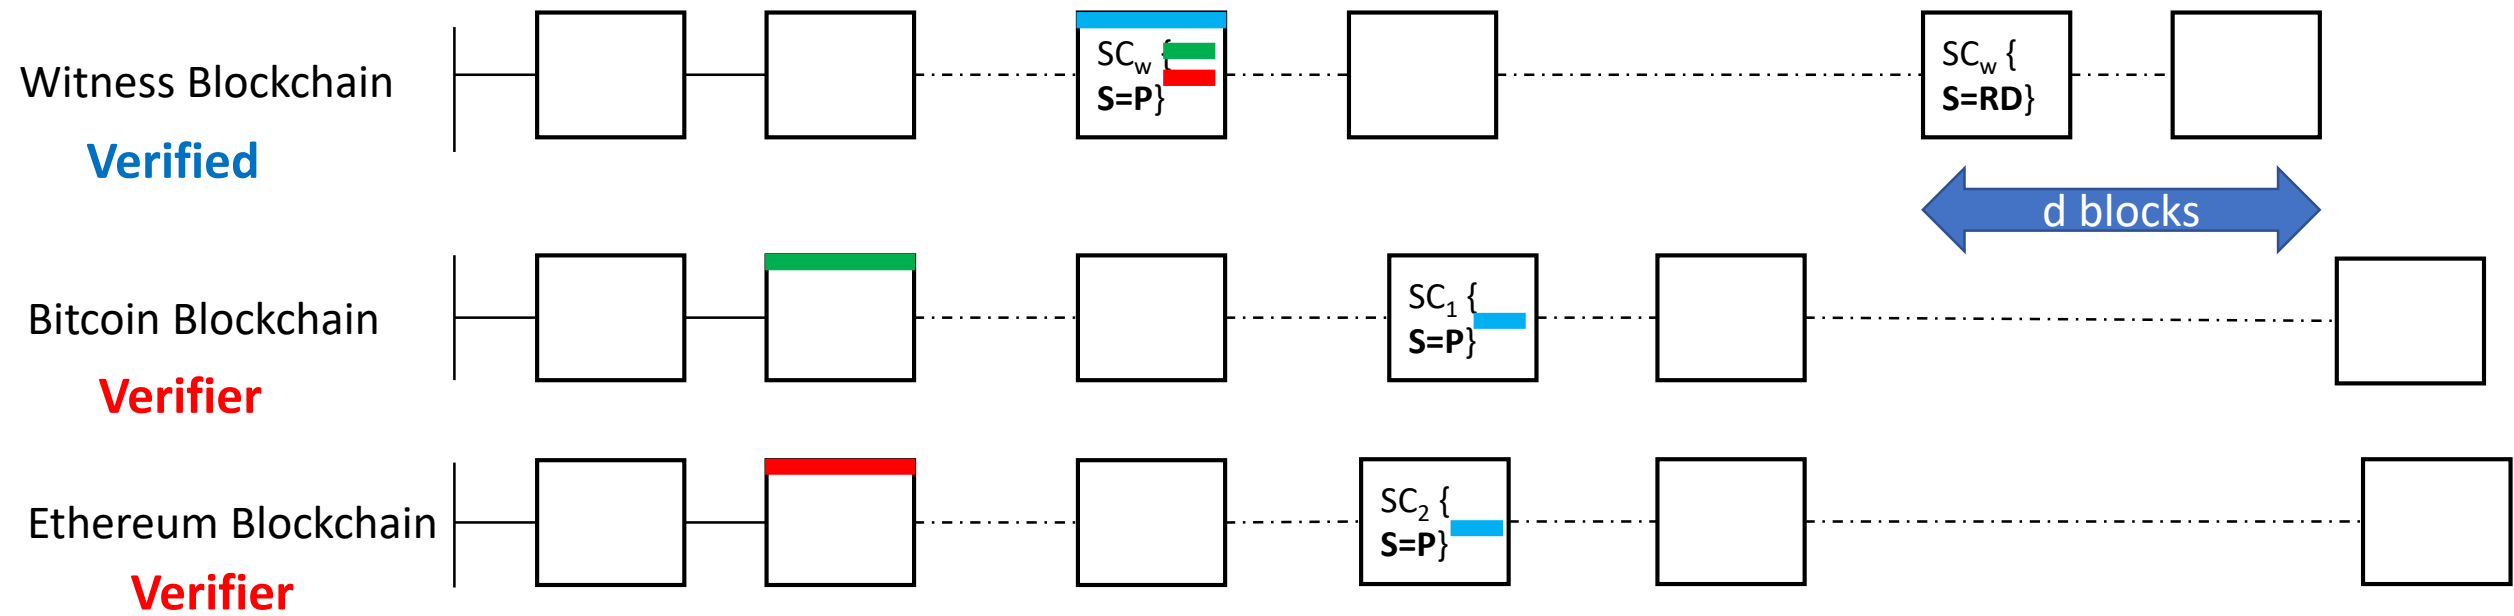 Witness Blockchain
Verified
SCw {
S=P}
SCw {
S=RD}
d blocks
Bitcoin Blockchain
Verifier
SC1 {
S=P}
Ethereum Blockchain
Verifier
SC2 {
S=P}